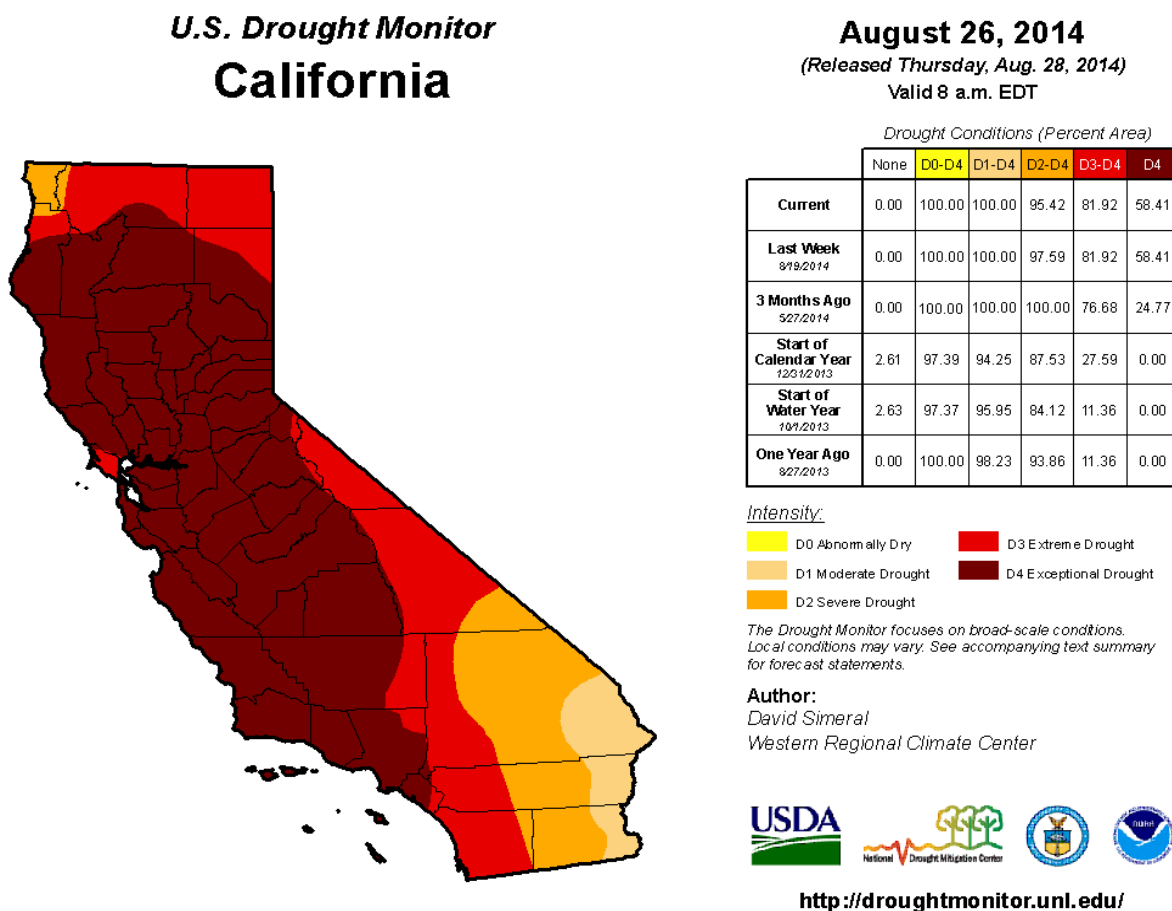 U.S. Drought Monitor
California
August 26, 2014
(Released Thursday, Aug. 28, 2014)
Valid 8 a.m. EDT
Drought Conditions (Percent Area)
None D0-D4 D1-D4 D2-D4 D3-D4 D4
Current 0.00 100.00 100.00 95.42 81.92 58.41
Last Week
8/19/2014 0.00 100.00 100.00 97.59 81.92 58.41
3 Months Ago
5/27/2014 0.00 100.00 100.00 100.00 76.68 24.77
Start of
Calendar Year
12/31/2013 2.61 97.39 94.25 87.53 27.59 0.00
Start of
Water Year
10/1/2013 2.63 97.37 95.95 84.12 11.36 0.00
One Year Ago
8/27/2013 0.00 100.00 98.23 93.86 11.36 0.00
Intensity:
D0 Abnormally Dry
D1 Moderate Drought
D2 Severe Drought
D3 Extreme Drought
D4 Exceptional Drought
The Drought Monitor focuses on broad-scale conditions.
Local conditions may vary. See accompanying text summary
for forecast statements.
Author:
David Simeral
Western Regional Climate Center
USDA
National Drought Mitigation Center
http://droughtmonitor.unl.edu/